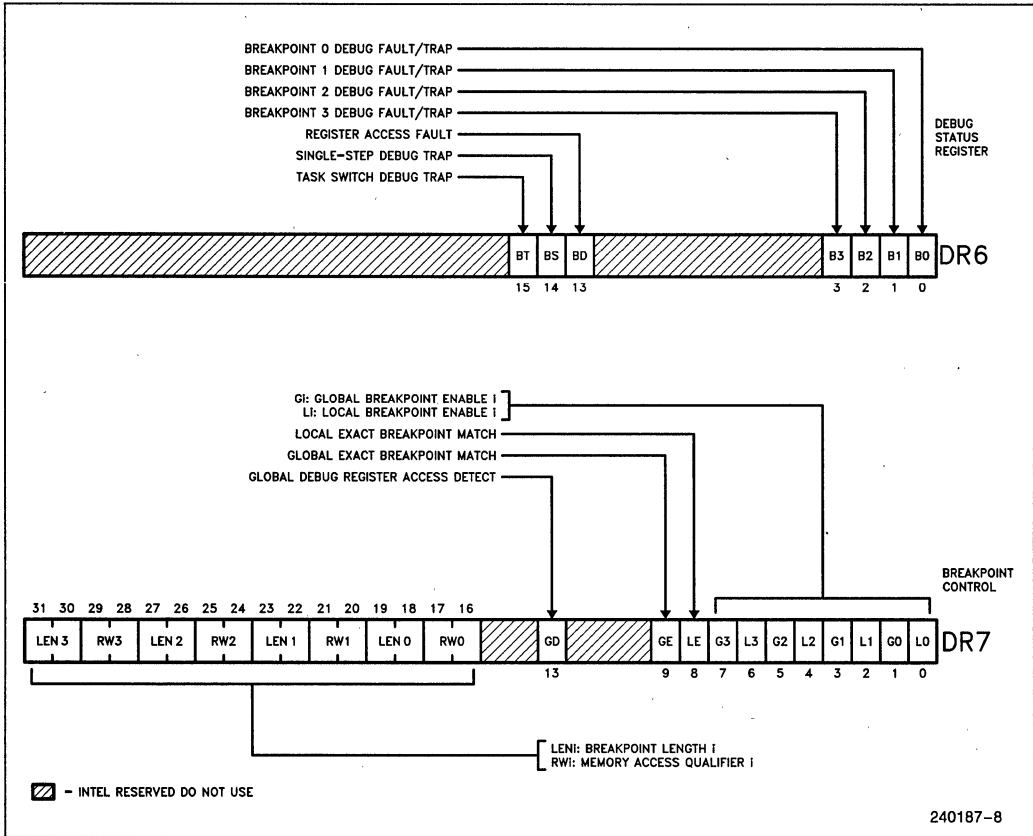 BREAKPOINT 0 DEBUG FAULT/TRAP
BREAKPOINT 1 DEBUG FAULT/TRAP
BREAKPOINT 2 DEBUG FAULT/TRAP
BREAKPOINT 3 DEBUG FAULT/TRAP
REGISTER ACCESS FAULT
SINGLE-STEP DEBUG TRAP
TASK SWITCH DEBUG TRAP
DEBUG
STATUS
REGISTER
BT BS BD B3 B2 B1 B0 DR6
15 14 13 3 2 1 0
GI: GLOBAL BREAKPOINT ENABLE i
LI: LOCAL BREAKPOINT ENABLE i
LOCAL EXACT BREAKPOINT MATCH
GLOBAL EXACT BREAKPOINT MATCH
GLOBAL DEBUG REGISTER ACCESS DETECT
BREAKPOINT
CONTROL
31 30 29 28 27 26 25 24 23 22 21 20 19 18 17 16
LEN 3 RW3 LEN 2 RW2 LEN 1 RW1 LEN 0 RW0 GD GE LE G3 L3 G2 L2 G1 L1 G0 L0 DR7
13 9 8 7 6 5 4 3 2 1 0
LENI: BREAKPOINT LENGTH i
RWI: MEMORY ACCESS QUALIFIER i
- INTEL RESERVED DO NOT USE
240187-8